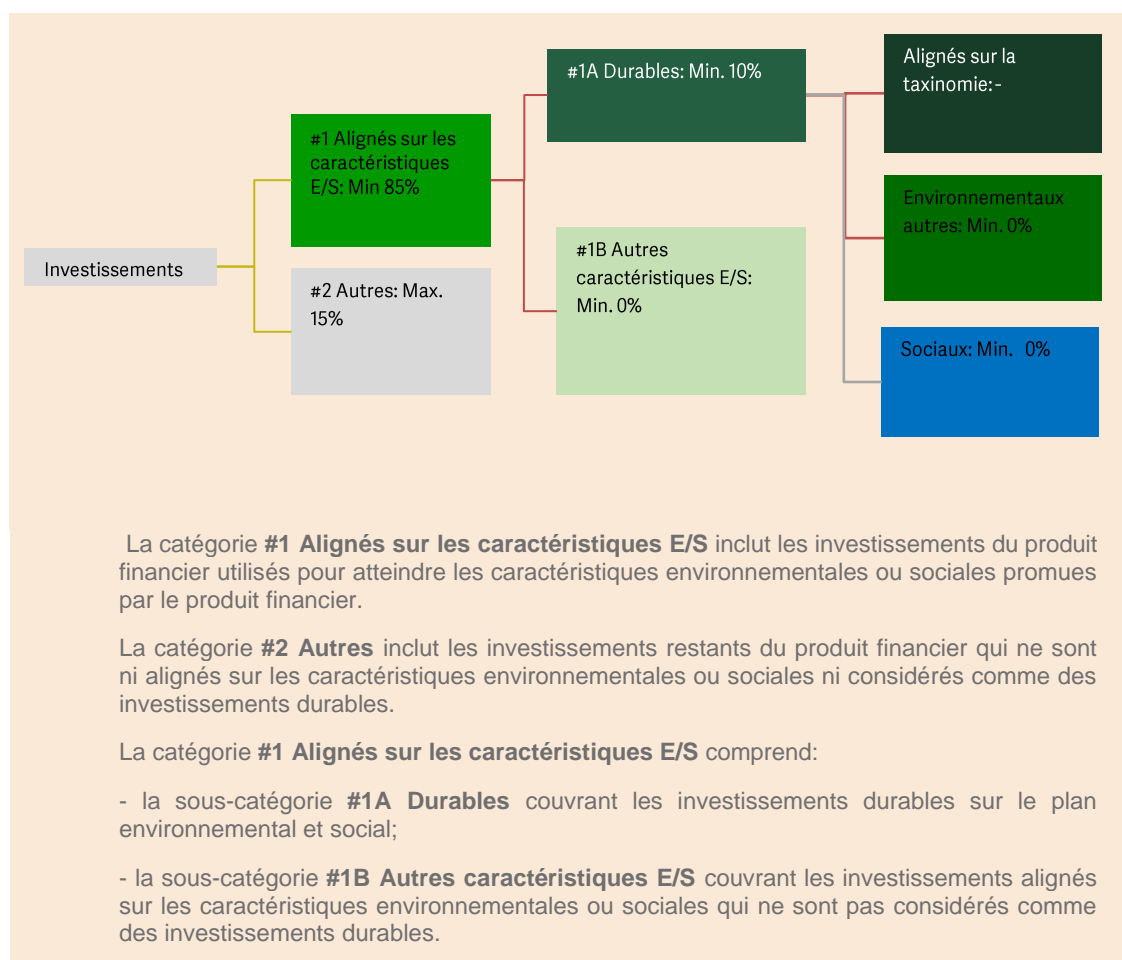 Investissements
#1 Alignés sur les
caractéristiques
E/S: Min 85%
#2 Autres: Max.
15%
#1A Durables: Min. 10%
#1B Autres
caractéristiques E/S:
Min. 0%
Alignés sur la
taxinomie:-
Environnementaux
autres: Min. 0%
Sociaux: Min. 0%
La catégorie #1 Alignés sur les caractéristiques E/S inclut les investissements du produit
financier utilisés pour atteindre les caractéristiques environnementales ou sociales promues
par le produit financier.
La catégorie #2 Autres inclut les investissements restants du produit financier qui ne sont
ni alignés sur les caractéristiques environnementales ou sociales ni considérés comme des
investissements durables.
La catégorie #1 Alignés sur les caractéristiques E/S comprend:
- la sous-catégorie #1A Durables couvrant les investissements durables sur le plan
environnemental et social;
- la sous-catégorie #1B Autres caractéristiques E/S couvrant les investissements alignés
sur les caractéristiques environnementales ou sociales qui ne sont pas considérés comme
des investissements durables.